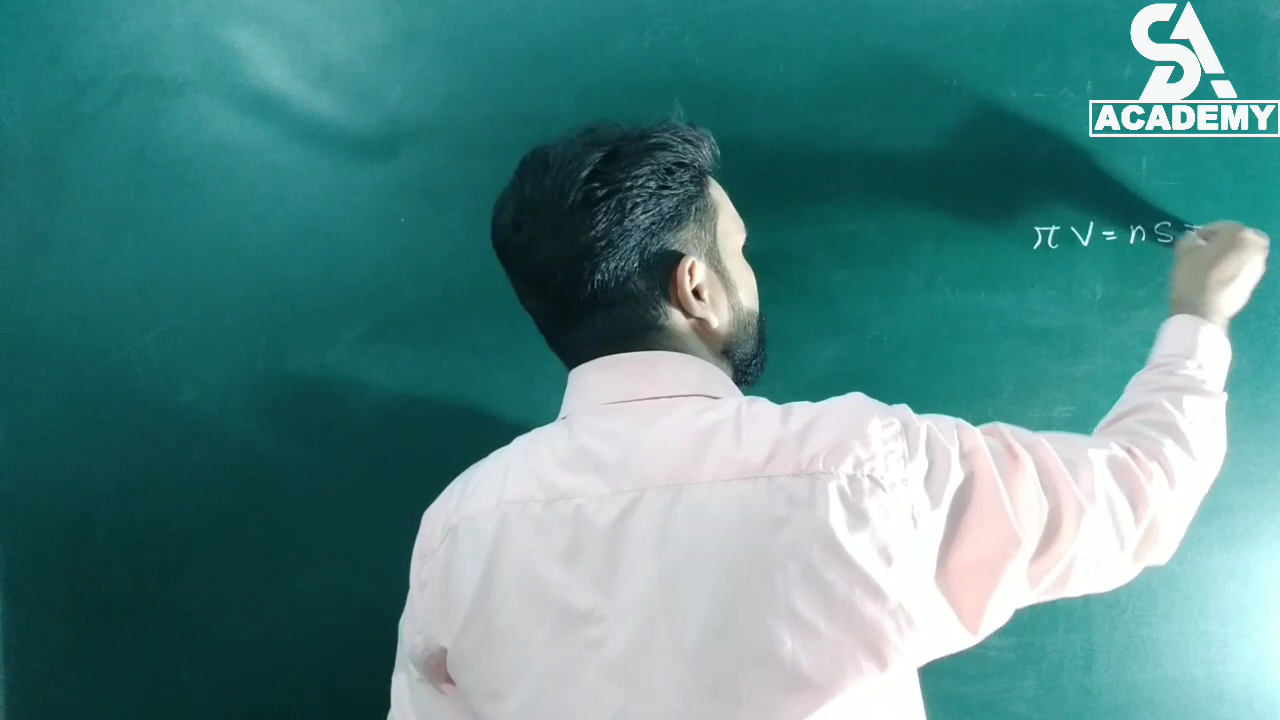 SA
ACADEMY
π V = n S T